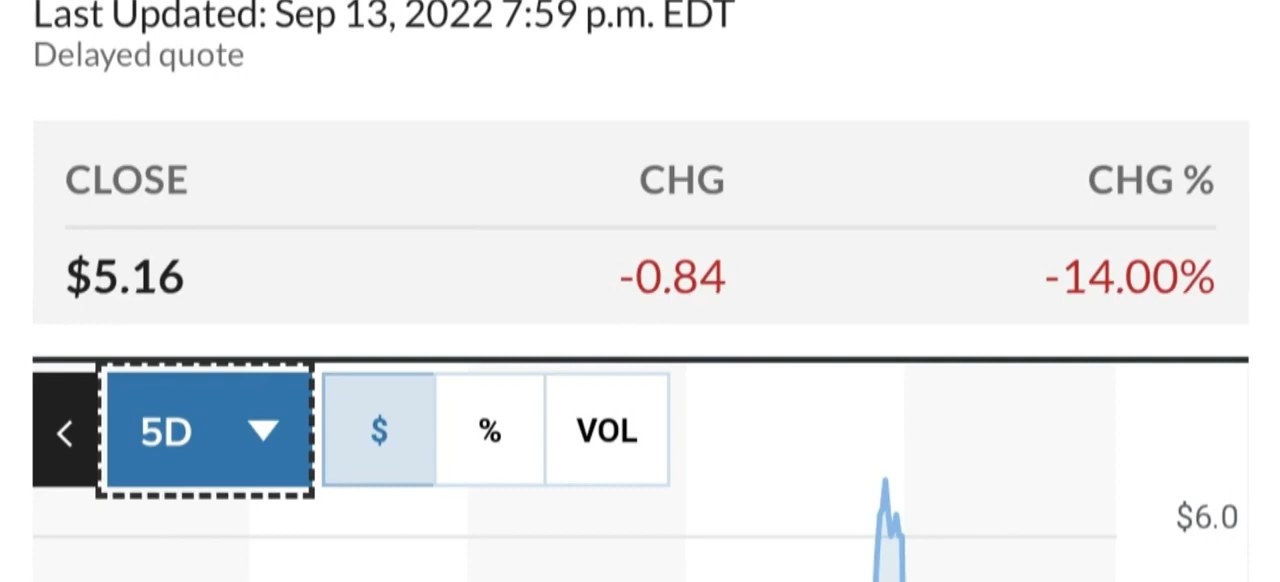 Last Updated: Sep 13, 2022 7:59 p.m. EDT
Delayed quote
CLOSE CHG CHG %
$5.16 -0.84 -14.00%
5D $ % VOL
$6.0